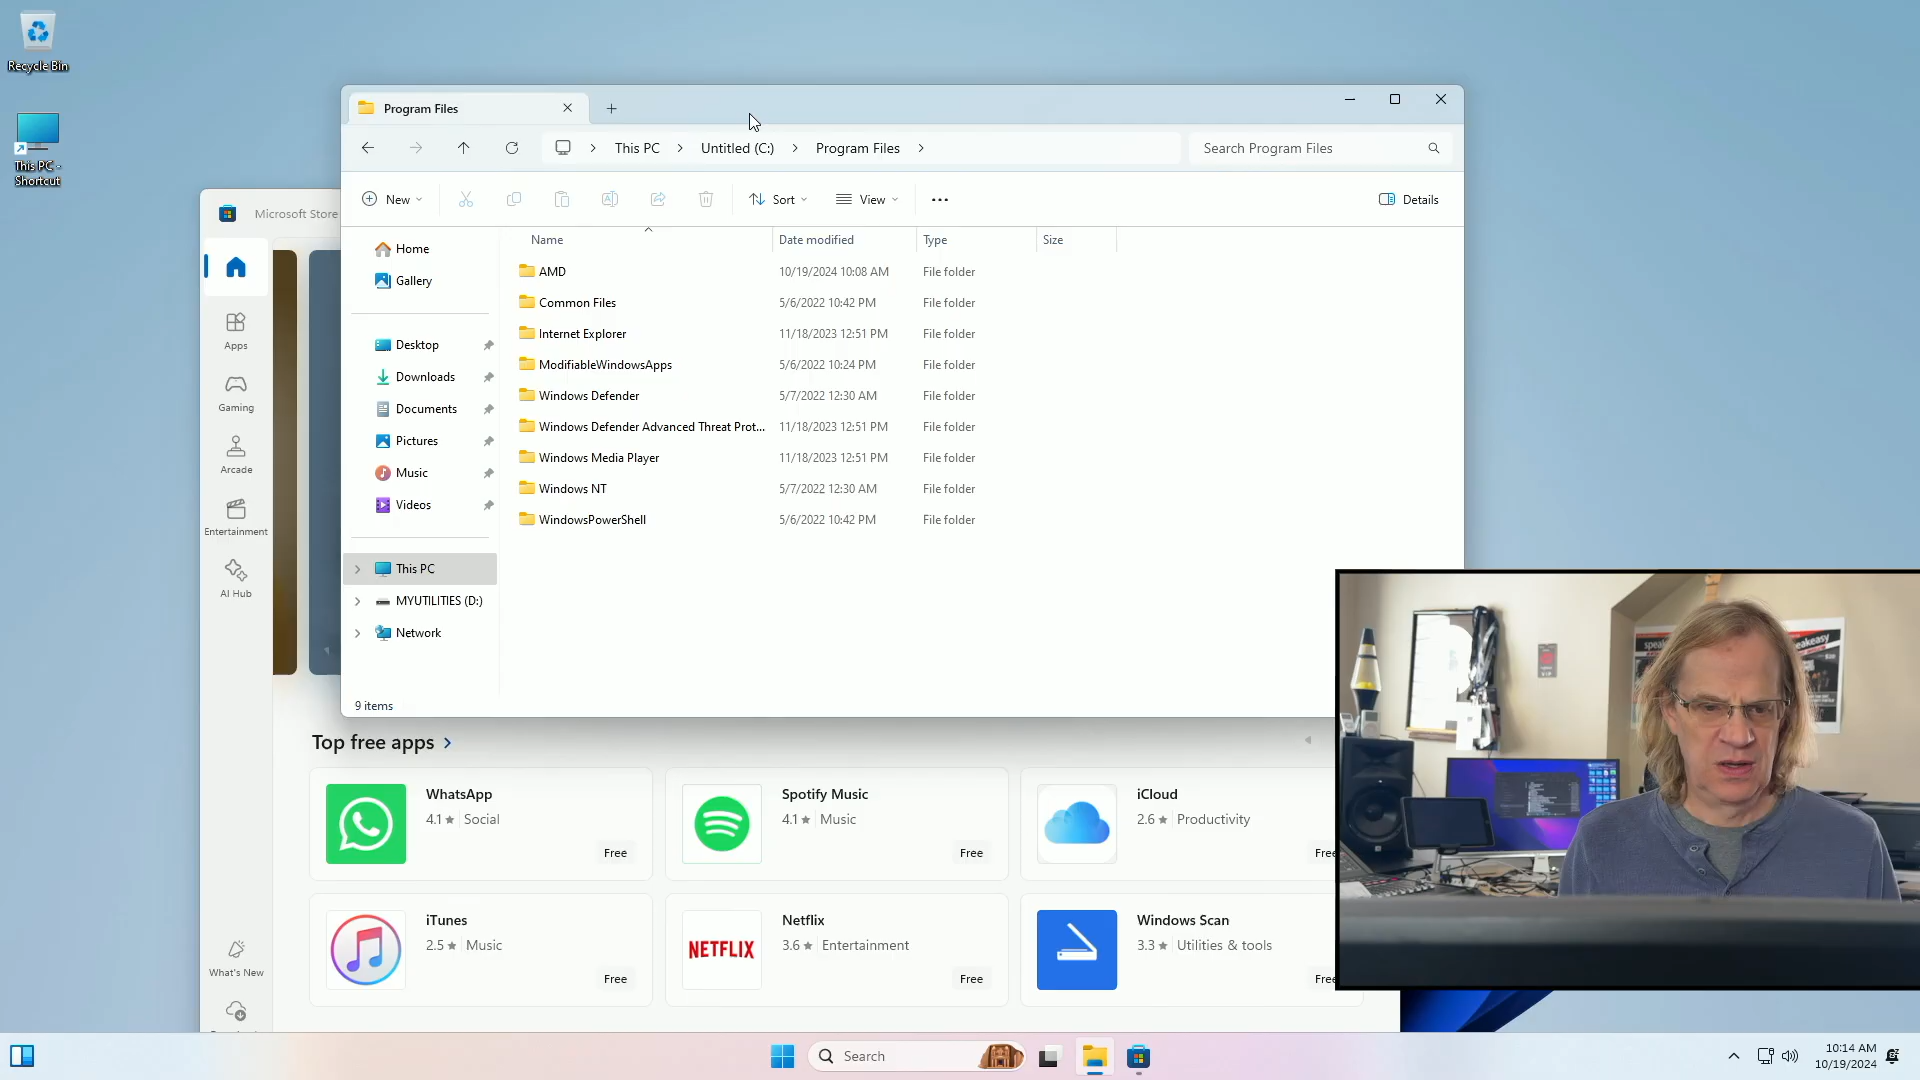 Recycle Bin
This PC -
Shortcut
Program Files
This PC
Untitled (C:)
Program Files
Search Program Files
New
Sort
View
Details
Home
Gallery
Desktop
Downloads
Documents
Pictures
Music
Videos
This PC
MYUTILITIES (D:)
Network
Name Date modified Type Size
AMD 10/19/2024 10:08 AM File folder
Common Files 5/6/2022 10:42 PM File folder
Internet Explorer 11/18/2023 12:51 PM File folder
ModifiableWindowsApps 5/6/2022 10:24 PM File folder
Windows Defender 5/7/2022 12:30 AM File folder
Windows Defender Advanced Threat Prot... 11/18/2023 12:51 PM File folder
Windows Media Player 11/18/2023 12:51 PM File folder
Windows NT 5/7/2022 12:30 AM File folder
WindowsPowerShell 5/6/2022 10:42 PM File folder
9 items
Microsoft Store
Apps
Gaming
Arcade
Entertainment
AI Hub
What's New
Top free apps
WhatsApp
4.1 ★ | Social
Free
Spotify Music
4.1 ★ | Music
Free
iCloud
2.6 ★ | Productivity
Free
iTunes
2.5 ★ | Music
Free
NETFLIX
Netflix
3.6 ★ | Entertainment
Free
Windows Scan
3.3 ★ | Utilities & tools
Free
Search
10:14 AM
10/19/2024